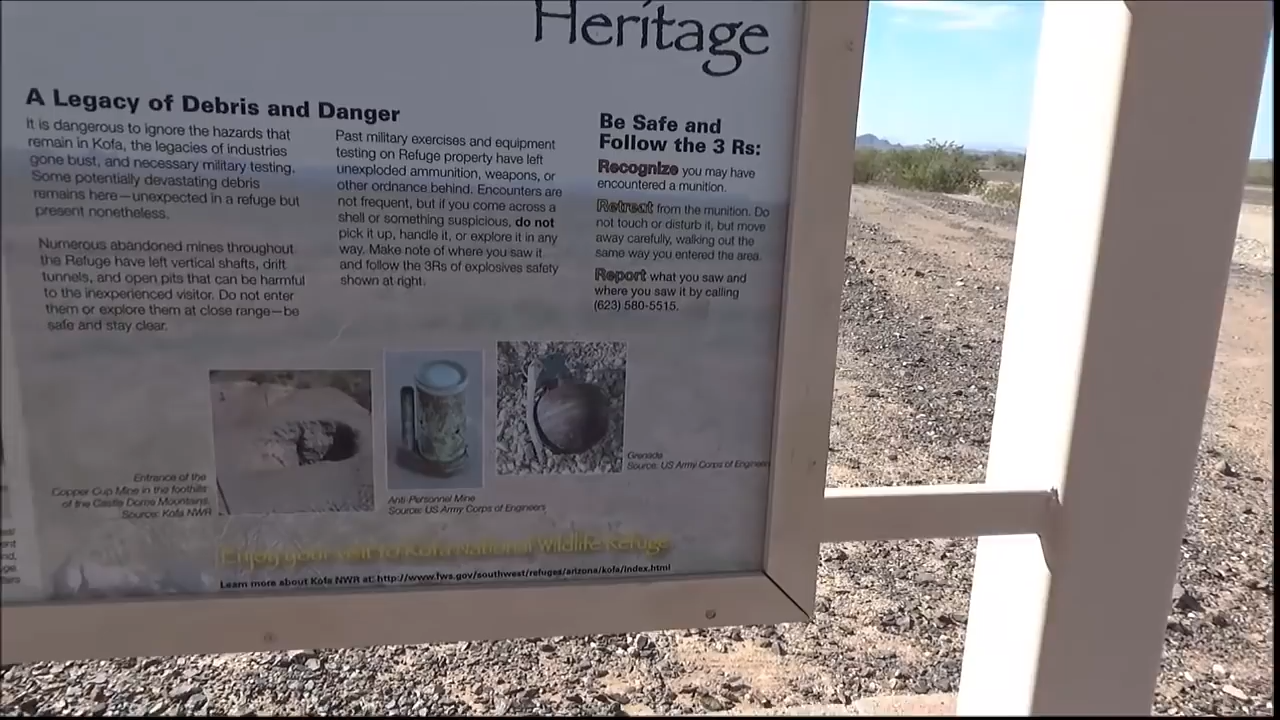 Heritage
A Legacy of Debris and Danger
It is dangerous to ignore the hazards that
remain in Kofa, the legacies of industries
gone bust, and necessary military testing.
Some potentially devastating debris
remains here—unexpected in a refuge but
present nonetheless.
Numerous abandoned mines throughout
the Refuge have left vertical shafts, drift
tunnels, and open pits that can be harmful
to the inexperienced visitor. Do not enter
them or explore them at close range—be
safe and stay clear.
Past military exercises and equipment
testing on Refuge property have left
unexploded ammunition, weapons, or
other ordnance behind. Encounters are
not frequent, but if you come across a
shell or something suspicious, do not
pick it up, handle it, or explore it in any
way. Make note of where you saw it
and follow the 3Rs of explosives safety
shown at right.
Be Safe and
Follow the 3 Rs:
Recognize you may have
encountered a munition.
Retreat from the munition. Do
not touch or disturb it, but move
away carefully, walking out the
same way you entered the area.
Report what you saw and
where you saw it by calling
(623) 580-5515.
Entrance of the
Copper Cup Mine in the foothills
of the Castle Dome Mountains.
Source: Kofa NWR
Anti-Personnel Mine
Source: US Army Corps of Engineers
Grenade
Source: US Army Corps of Engineers
Enjoy your visit to Kofa National Wildlife Refuge
Learn more about Kofa NWR at: http://www.fws.gov/southwest/refuges/arizona/kofa/index.html